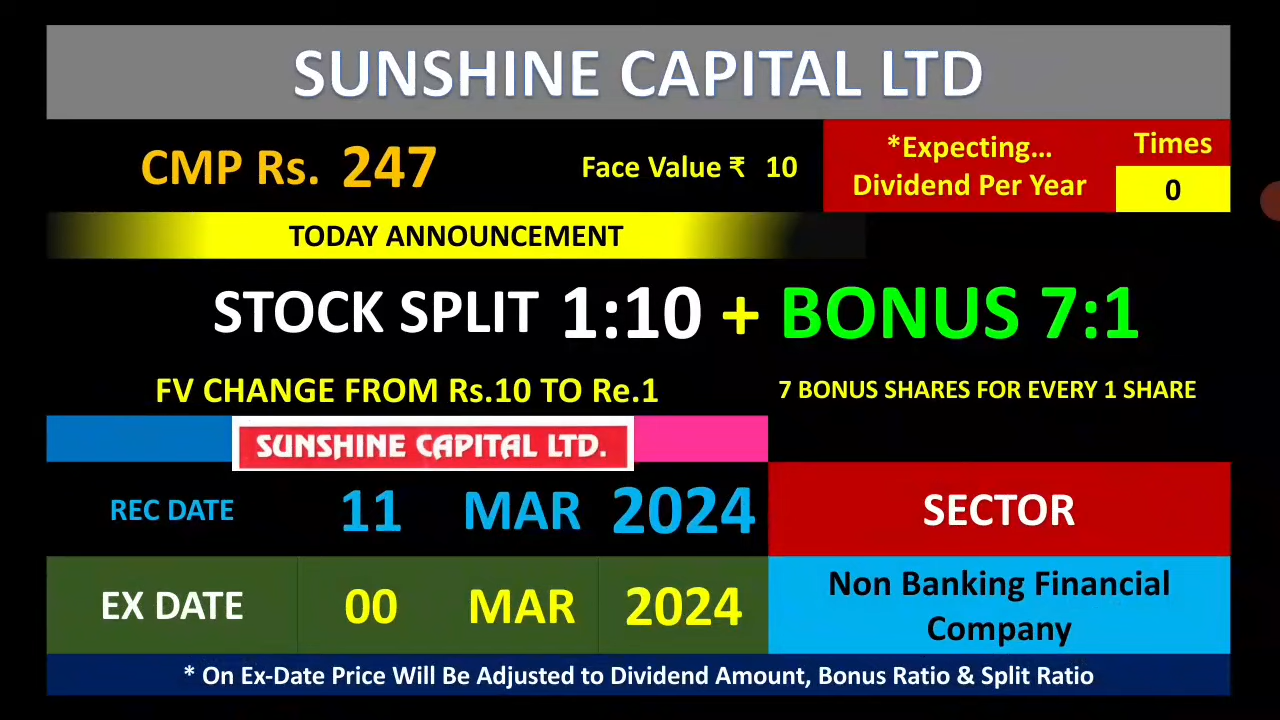 SUNSHINE CAPITAL LTD
CMP Rs. 247
Face Value ₹ 10
*Expecting...
Dividend Per Year
Times
0
TODAY ANNOUNCEMENT
STOCK SPLIT 1:10 + BONUS 7:1
FV CHANGE FROM Rs.10 TO Re.1
7 BONUS SHARES FOR EVERY 1 SHARE
SUNSHINE CAPITAL LTD.
REC DATE 11 MAR 2024
SECTOR
EX DATE 00 MAR 2024
Non Banking Financial
Company
* On Ex-Date Price Will Be Adjusted to Dividend Amount, Bonus Ratio & Split Ratio